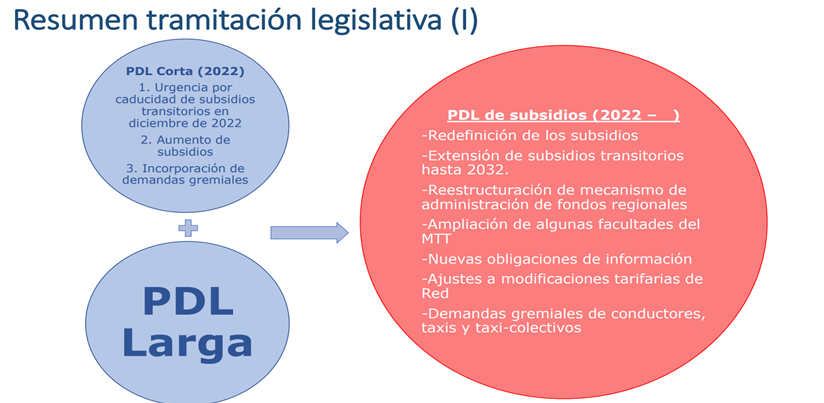 Resumen tramitación legislativa (I)
PDL Corta (2022)
1. Urgencia por
caducidad de subsidios
transitorios en
diciembre de 2022
2. Aumento de
subsidios
3. Incorporación de
demandas gremiales
PDL
Larga
PDL de subsidios (2022 –   )
-Redefinición de los subsidios
-Extensión de subsidios transitorios
hasta 2032.
-Reestructuración de mecanismo de
administración de fondos regionales
-Ampliación de algunas facultades del
MTT
-Nuevas obligaciones de información
-Ajustes a modificaciones tarifarias de
Red
-Demandas gremiales de conductores,
taxis y taxi-colectivos